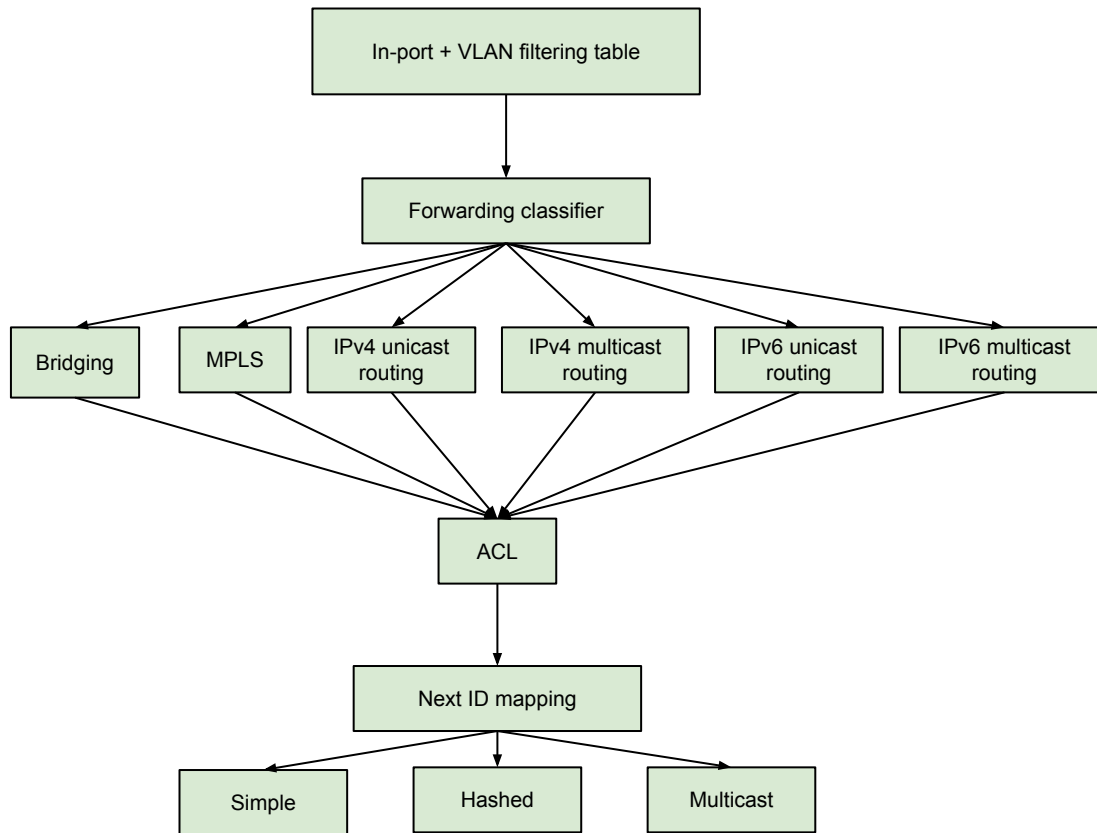 In-port + VLAN filtering table
Forwarding classifier
Bridging
MPLS
IPv4 unicast
routing
IPv4 multicast
routing
IPv6 unicast
routing
IPv6 multicast
routing
ACL
Next ID mapping
Simple
Hashed
Multicast